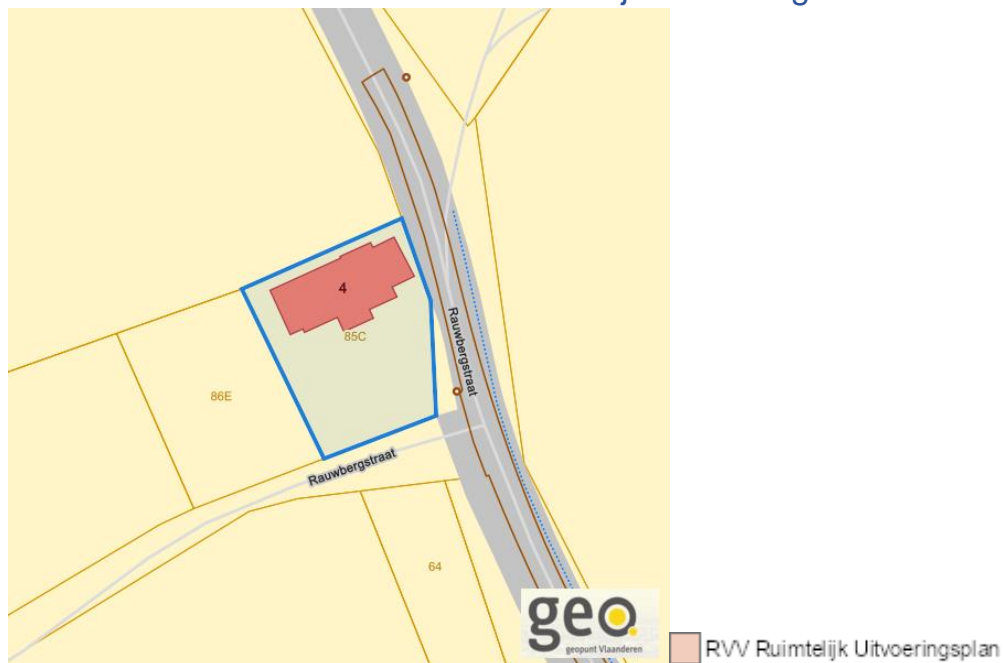 4
85C
86E
Rauwbergstraat
Rauwbergstraat
64
geo.
geopunt Vlaanderen
RVV Ruimtelijk Uitvoeringsplan